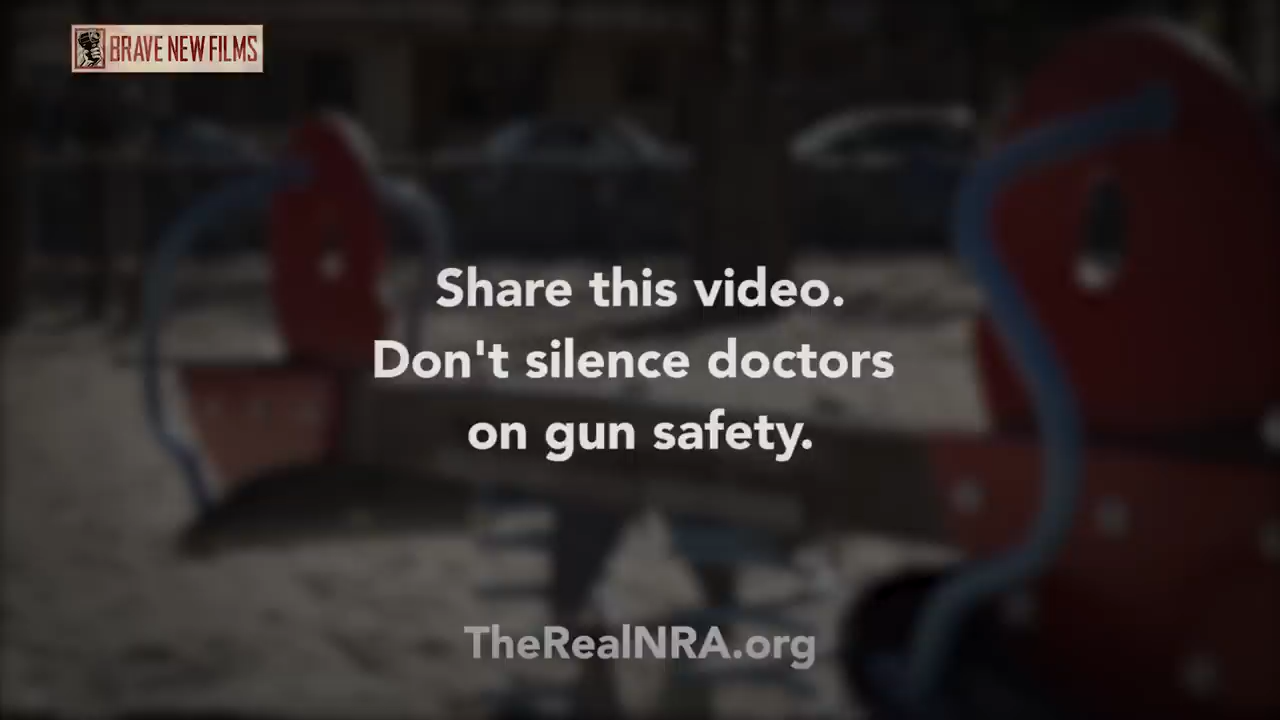 BRAVE NEW FILMS
Share this video.
Don't silence doctors
on gun safety.
TheRealNRA.org